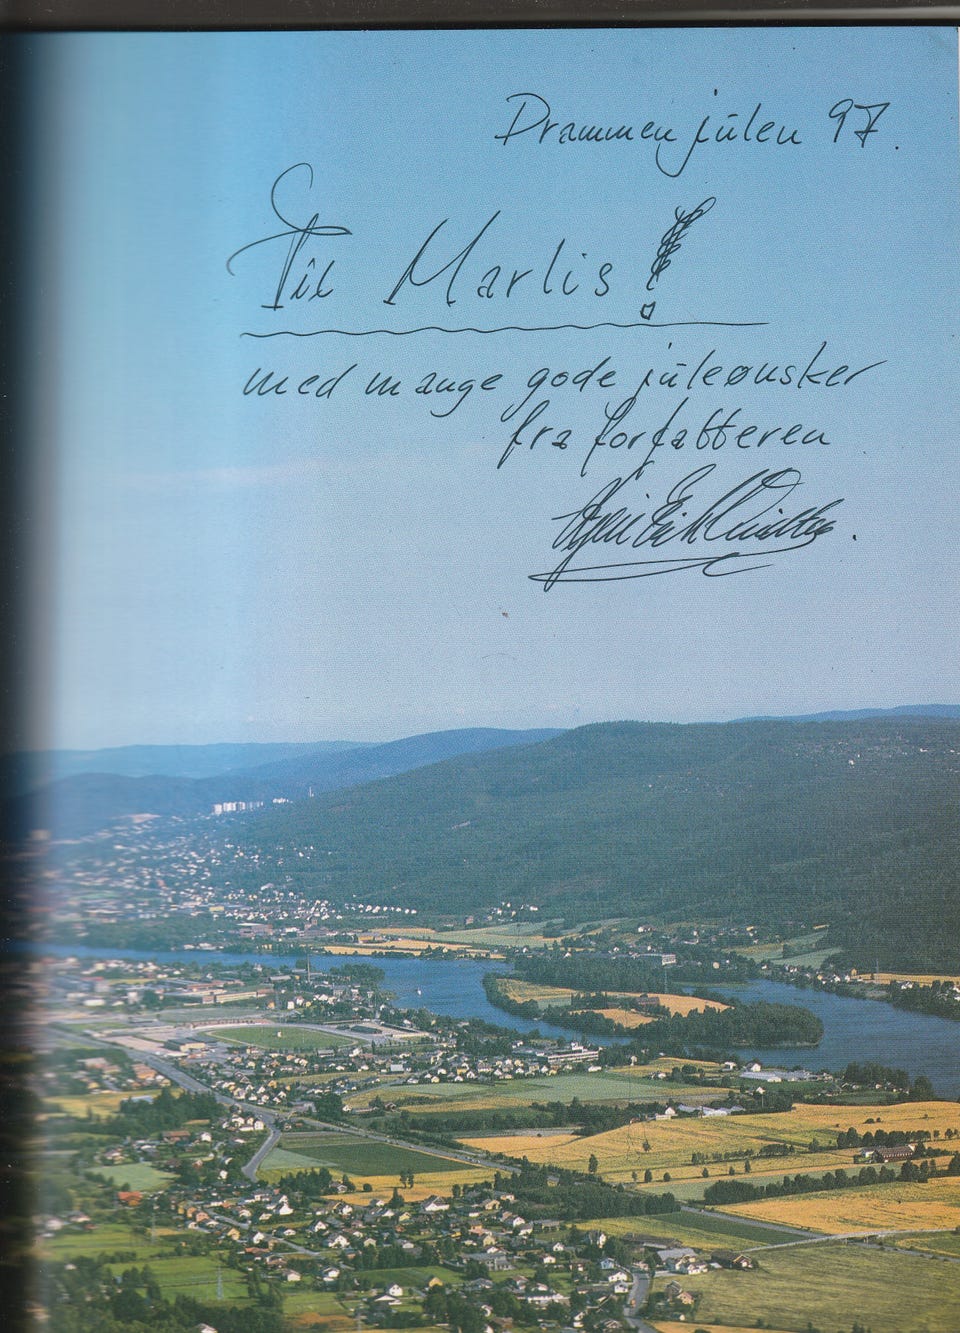 Drammen julen 97.
Til Marlis!
med mange gode juleønsker
fra forfatteren